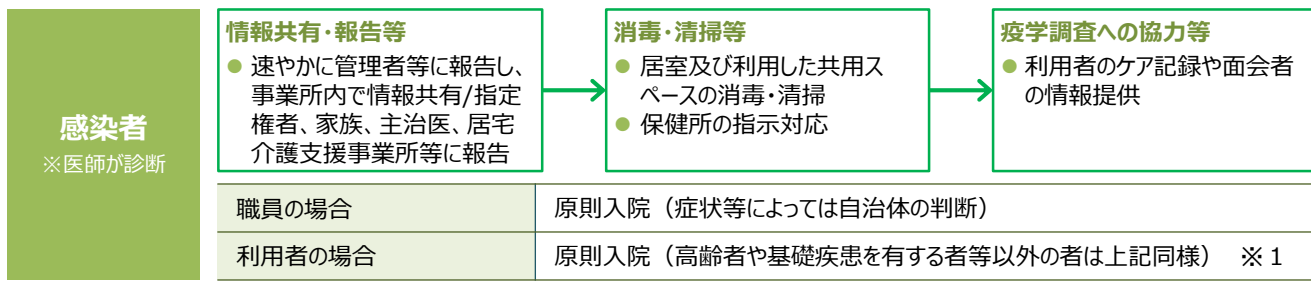 感染者
※医師が診断
情報共有・報告等
● 速やかに管理者等に報告し、
事業所内で情報共有/指定
権者、家族、主治医、居宅
介護支援事業所等に報告
消毒・清掃等
● 居室及び利用した共用ス
ペースの消毒・清掃
● 保健所の指示対応
疫学調査への協力等
● 利用者のケア記録や面会者
の情報提供
職員の場合 原則入院（症状等によっては自治体の判断）
利用者の場合 原則入院（高齢者や基礎疾患を有する者等以外の者は上記同様） ※１